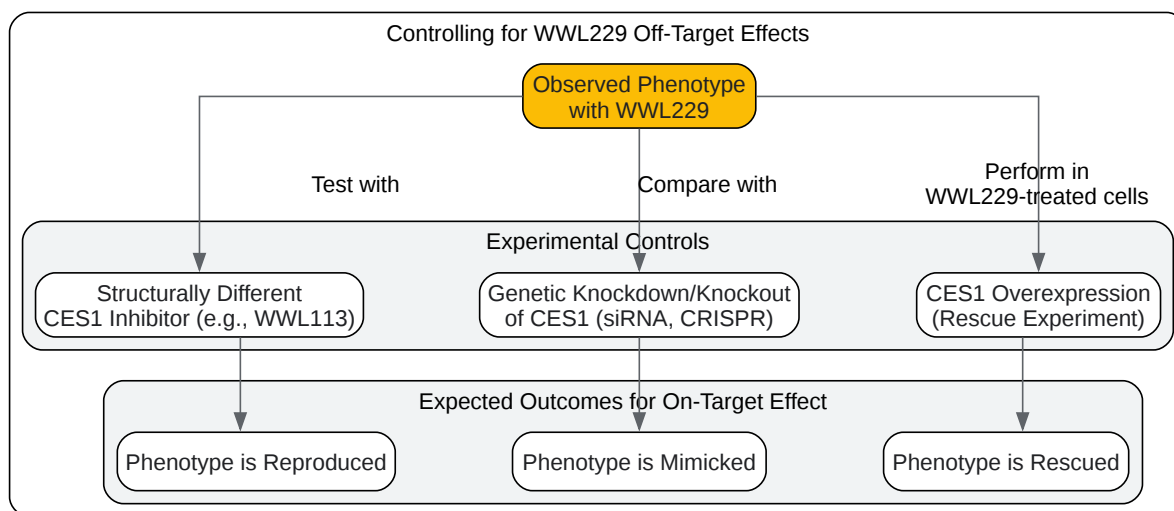 Controlling for WWL229 Off-Target Effects
Observed Phenotype
with WWL229
Test with
Compare with
Perform in
WWL229-treated cells
Experimental Controls
Structurally Different
CES1 Inhibitor (e.g., WWL113)
Genetic Knockdown/Knockout
of CES1 (siRNA, CRISPR)
CES1 Overexpression
(Rescue Experiment)
Expected Outcomes for On-Target Effect
Phenotype is Reproduced
Phenotype is Mimicked
Phenotype is Rescued